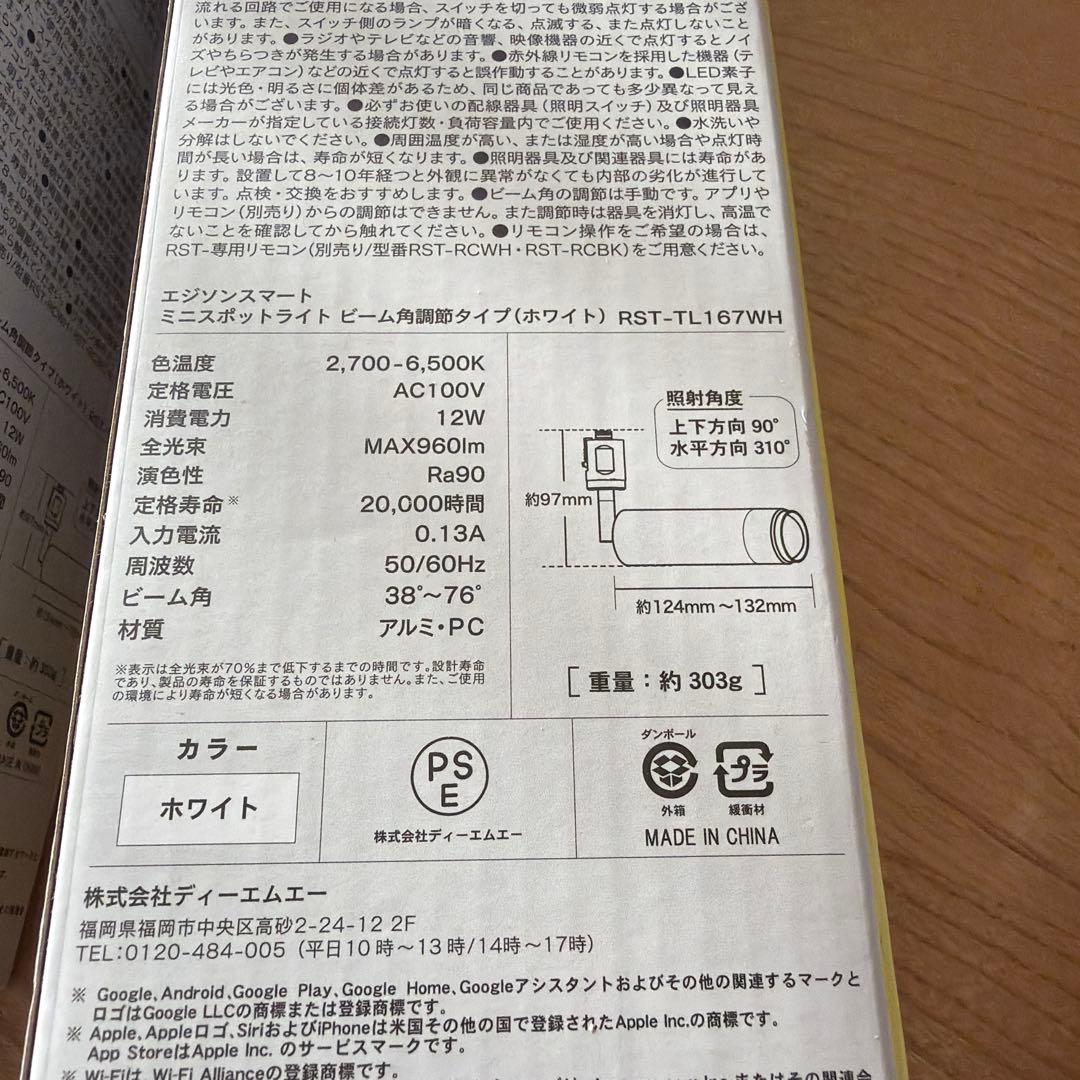 流れる回路でご使用になる場合、スイッチを切っても微弱点灯する場合がござ
います。また、スイッチ側のランプが暗くなる、点滅する、また点灯しないこと
があります。●ラジオやテレビなどの音響、映像機器の近くで点灯するとノイ
ズやちらつきが発生する場合があります。●赤外線リモコンを採用した機器(テ
レビやエアコン)などの近くで点灯すると誤作動することがあります。●LED素子
には光色・明るさに個体差があるため、同じ商品であっても多少異なって見え
る場合がございます。●必ずお使いの配線器具(照明スイッチ)及び照明器具
メーカーが指定している接続灯数・負荷容量内でご使用ください。●水洗いや
分解はしないでください。●周囲温度が高い、または湿度が高い場合や点灯時
間が長い場合は、寿命が短くなります。●照明器具及び関連器具には寿命があ
ります。設置して8〜10年経つと外観に異常がなくても内部の劣化が進行して
います。点検・交換をおすすめします。●ビーム角の調節は手動です。アプリや
リモコン(別売り)からの調節はできません。また調節時は器具を消灯し、高温で
ないことを確認してから触れてください。●リモコン操作をご希望の場合は、
RST-専用リモコン(別売り/型番RST-RCWH・RST-RCBK)をご用意ください。
エジソンスマート
ミニスポットライト ビーム角調節タイプ(ホワイト) RST-TL167WH
色温度 2,700-6,500K
定格電圧 AC100V
消費電力 12W
全光束 MAX960lm
演色性 Ra90
定格寿命※ 20,000時間
入力電流 0.13A
周波数 50/60Hz
ビーム角 38°〜76°
材質 アルミ・PC
※表示は全光束が70%まで低下するまでの時間です。設計寿命
であり、製品の寿命を保証するものではありません。また、ご使用
の環境により寿命が短くなる場合があります。
照射角度
上下方向 90°
水平方向 310°
約97mm
約124mm〜132mm
[重量:約 303g]
カラー
ホワイト
PS
E
株式会社ディーエムエー
ダンボール
外箱
プラ
緩衝材
MADE IN CHINA
株式会社ディーエムエー
福岡県福岡市中央区高砂2-24-12 2F
TEL:0120-484-005 (平日10時〜13時/14時〜17時)
※ Google、Android、Google Play、Google Home、Googleアシスタントおよびその他の関連するマークと
ロゴはGoogle LLCの商標または登録商標です。
※ Apple、Appleロゴ、SiriおよびiPhoneは米国その他の国で登録されたApple Inc.の商標です。
App StoreはApple Inc. のサービスマークです。
※ Wi-Fiは、Wi-Fi Allianceの登録商標です。